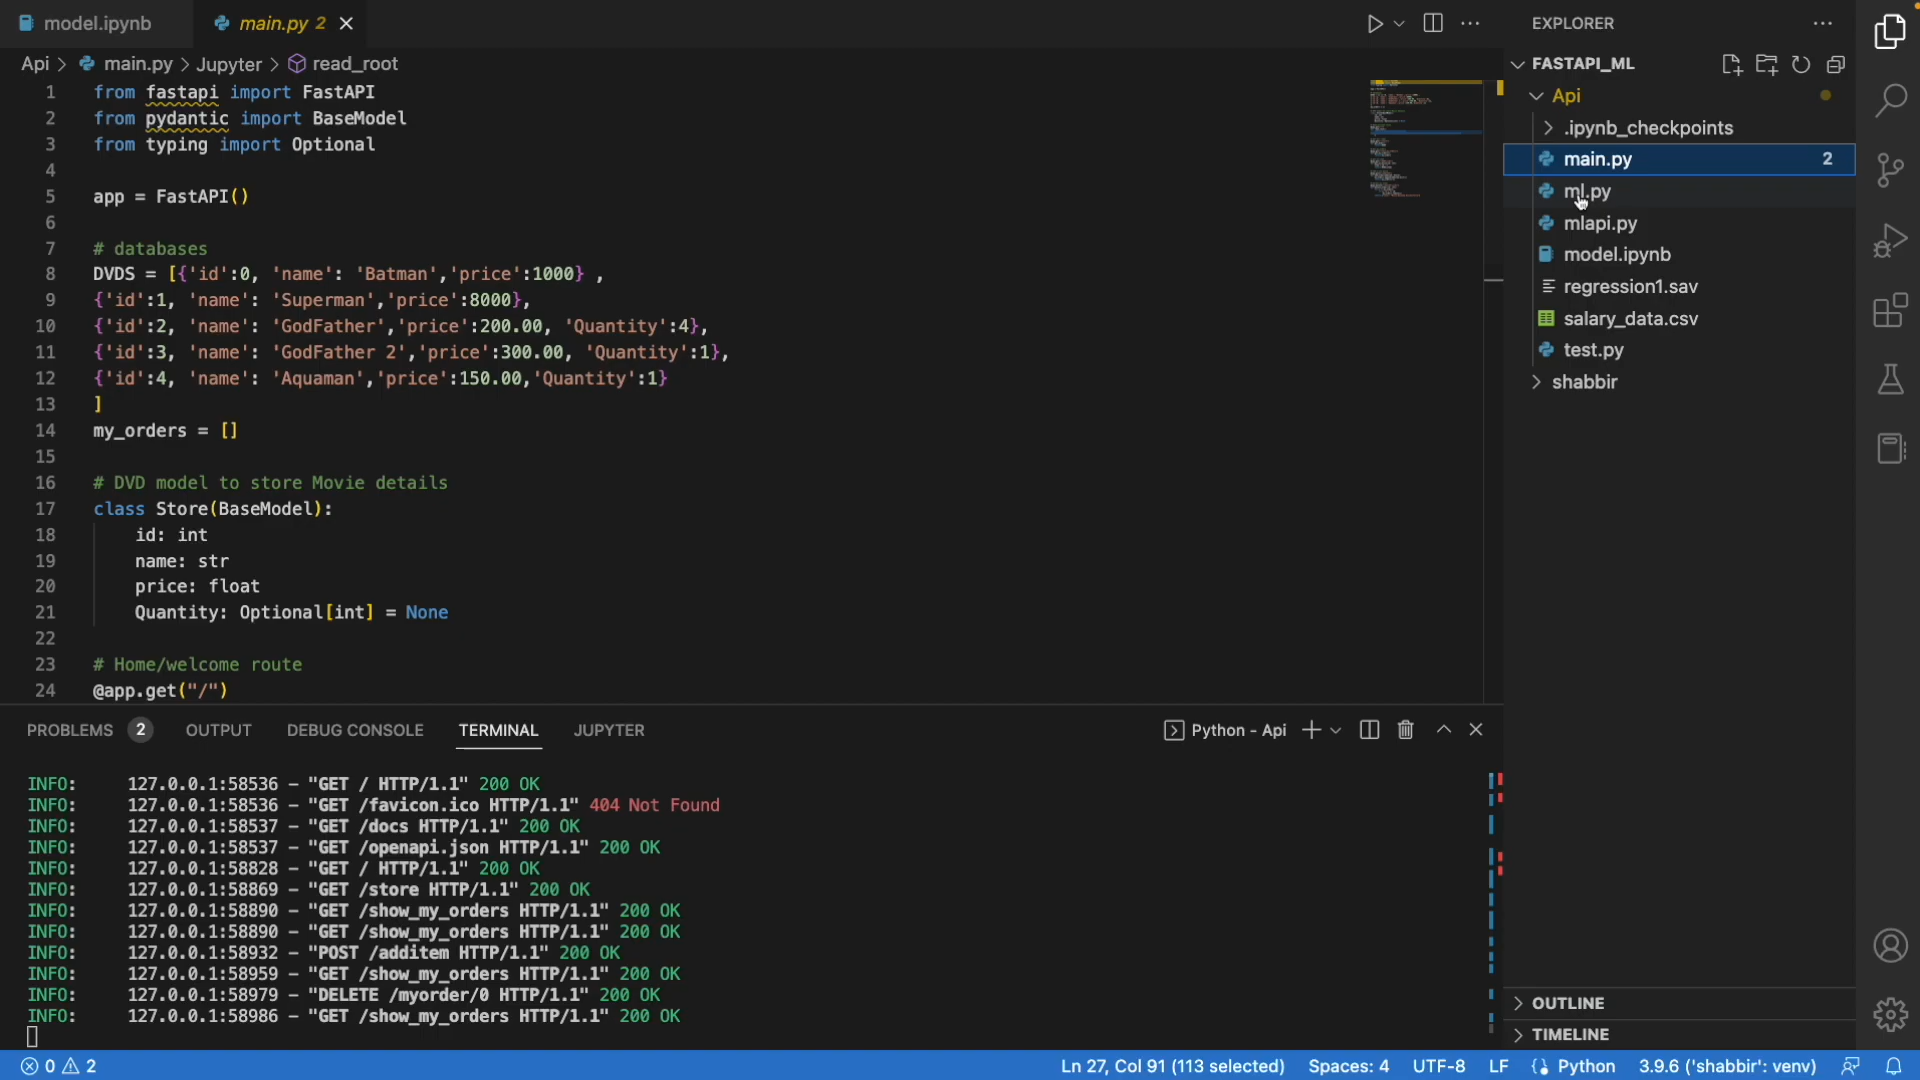 model.ipynb
main.py 2
Api > main.py > Jupyter > read_root
1 from fastapi import FastAPI
2 from pydantic import BaseModel
3 from typing import Optional
4
5 app = FastAPI()
6
7 # databases
8 DVDS = [{'id':0, 'name': 'Batman','price':1000} ,
9 {'id':1, 'name': 'Superman','price':8000},
10 {'id':2, 'name': 'GodFather','price':200.00, 'Quantity':4},
11 {'id':3, 'name': 'GodFather 2','price':300.00, 'Quantity':1},
12 {'id':4, 'name': 'Aquaman','price':150.00,'Quantity':1}
13 ]
14 my_orders = []
15
16 # DVD model to store Movie details
17 class Store(BaseModel):
18 id: int
19 name: str
20 price: float
21 Quantity: Optional[int] = None
22
23 # Home/welcome route
24 @app.get("/")
PROBLEMS 2 OUTPUT DEBUG CONSOLE TERMINAL JUPYTER
Python - Api
INFO: 127.0.0.1:58536 - "GET / HTTP/1.1" 200 OK
INFO: 127.0.0.1:58536 - "GET /favicon.ico HTTP/1.1" 404 Not Found
INFO: 127.0.0.1:58537 - "GET /docs HTTP/1.1" 200 OK
INFO: 127.0.0.1:58537 - "GET /openapi.json HTTP/1.1" 200 OK
INFO: 127.0.0.1:58828 - "GET / HTTP/1.1" 200 OK
INFO: 127.0.0.1:58869 - "GET /store HTTP/1.1" 200 OK
INFO: 127.0.0.1:58890 - "GET /show_my_orders HTTP/1.1" 200 OK
INFO: 127.0.0.1:58890 - "GET /show_my_orders HTTP/1.1" 200 OK
INFO: 127.0.0.1:58932 - "POST /additem HTTP/1.1" 200 OK
INFO: 127.0.0.1:58959 - "GET /show_my_orders HTTP/1.1" 200 OK
INFO: 127.0.0.1:58979 - "DELETE /myorder/0 HTTP/1.1" 200 OK
INFO: 127.0.0.1:58986 - "GET /show_my_orders HTTP/1.1" 200 OK
EXPLORER
FASTAPI_ML
Api
.ipynb_checkpoints
main.py 2
ml.py
mlapi.py
model.ipynb
regression1.sav
salary_data.csv
test.py
shabbir
OUTLINE
TIMELINE
0 2
Ln 27, Col 91 (113 selected) Spaces: 4 UTF-8 LF Python 3.9.6 ('shabbir': venv)